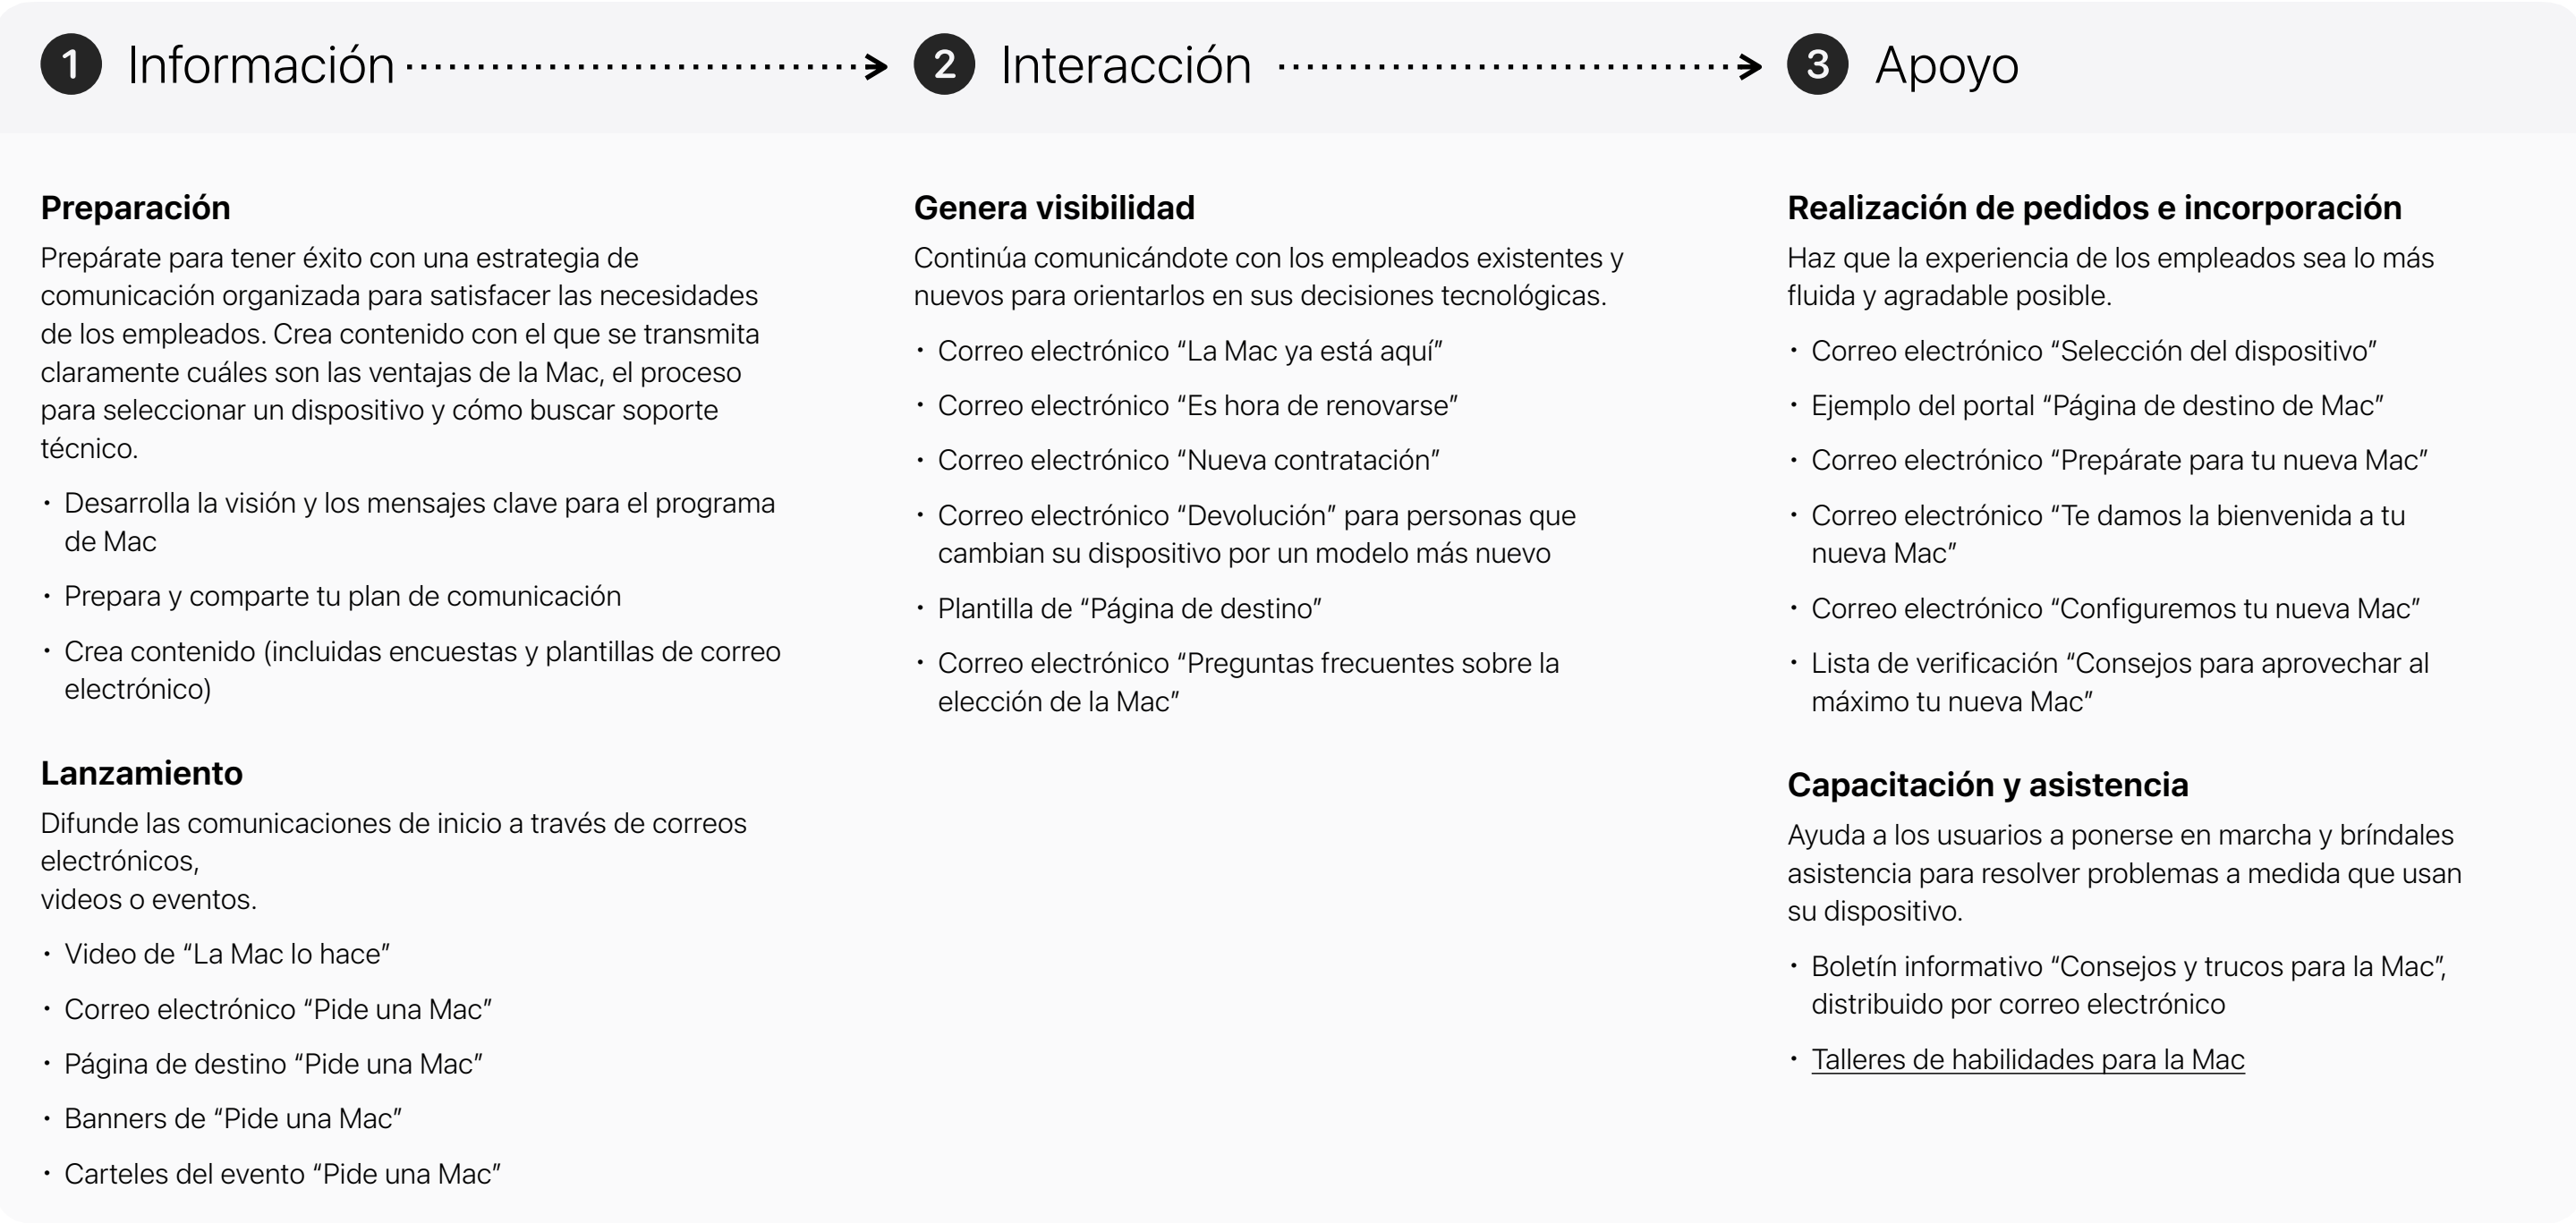 1 Información
2 Interacción
3 Apoyo
Preparación
Prepárate para tener éxito con una estrategia de
comunicación organizada para satisfacer las necesidades
de los empleados. Crea contenido con el que se transmita
claramente cuáles son las ventajas de la Mac, el proceso
para seleccionar un dispositivo y cómo buscar soporte
técnico.
• Desarrolla la visión y los mensajes clave para el programa
de Mac
• Prepara y comparte tu plan de comunicación
• Crea contenido (incluidas encuestas y plantillas de correo
electrónico)
Lanzamiento
Difunde las comunicaciones de inicio a través de correos
electrónicos,
videos o eventos.
• Video de “La Mac lo hace”
• Correo electrónico “Pide una Mac”
• Página de destino “Pide una Mac”
• Banners de “Pide una Mac”
• Carteles del evento “Pide una Mac”
Genera visibilidad
Continúa comunicándote con los empleados existentes y
nuevos para orientarlos en sus decisiones tecnológicas.
• Correo electrónico “La Mac ya está aquí”
• Correo electrónico “Es hora de renovarse”
• Correo electrónico “Nueva contratación”
• Correo electrónico “Devolución” para personas que
cambian su dispositivo por un modelo más nuevo
• Plantilla de “Página de destino”
• Correo electrónico “Preguntas frecuentes sobre la
elección de la Mac”
Realización de pedidos e incorporación
Haz que la experiencia de los empleados sea lo más
fluida y agradable posible.
• Correo electrónico “Selección del dispositivo”
• Ejemplo del portal “Página de destino de Mac”
• Correo electrónico “Prepárate para tu nueva Mac”
• Correo electrónico “Te damos la bienvenida a tu
nueva Mac”
• Correo electrónico “Configuremos tu nueva Mac”
• Lista de verificación “Consejos para aprovechar al
máximo tu nueva Mac”
Capacitación y asistencia
Ayuda a los usuarios a ponerse en marcha y bríndales
asistencia para resolver problemas a medida que usan
su dispositivo.
• Boletín informativo “Consejos y trucos para la Mac”,
distribuido por correo electrónico
• Talleres de habilidades para la Mac